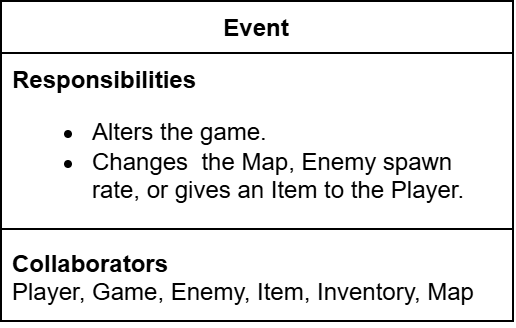 Event
Responsibilities
• Alters the game.
• Changes  the Map, Enemy spawn
rate, or gives an Item to the Player.
Collaborators
Player, Game, Enemy, Item, Inventory, Map